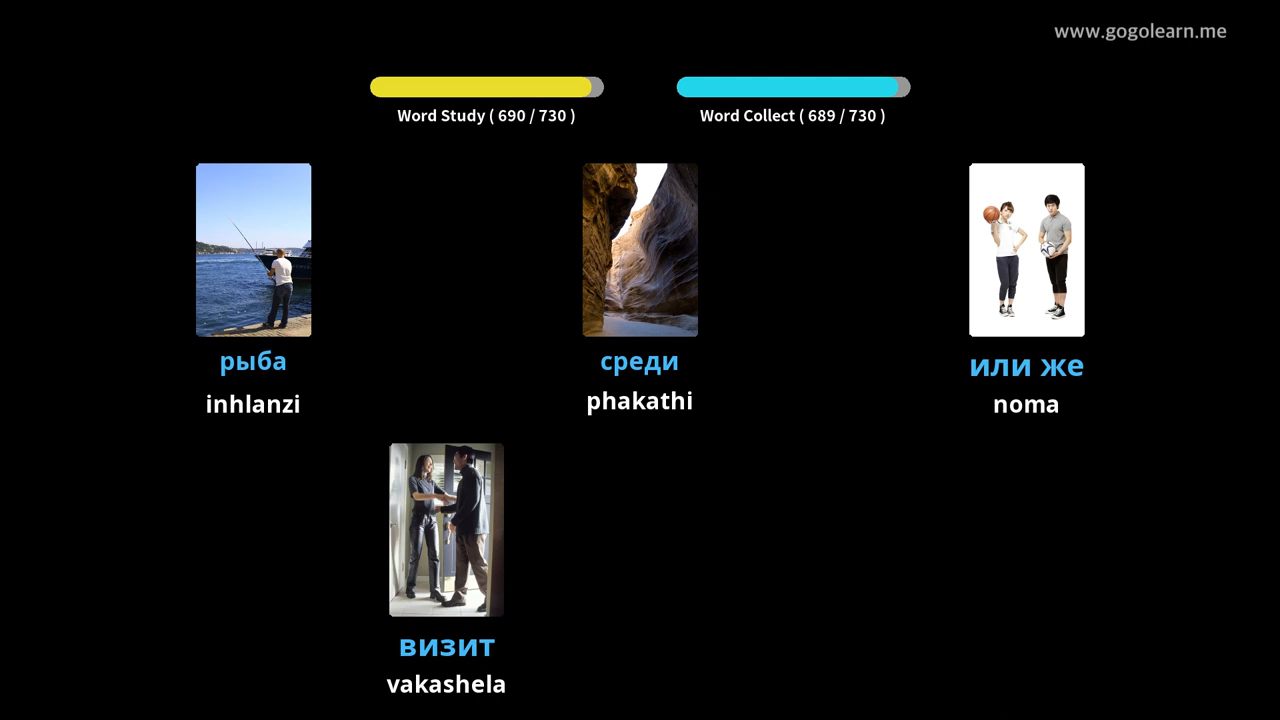 www.gogolearn.me
Word Study ( 690 / 730 )
Word Collect ( 689 / 730 )
рыба
среди
или же
inhlanzi
phakathi
noma
визит
vakashela